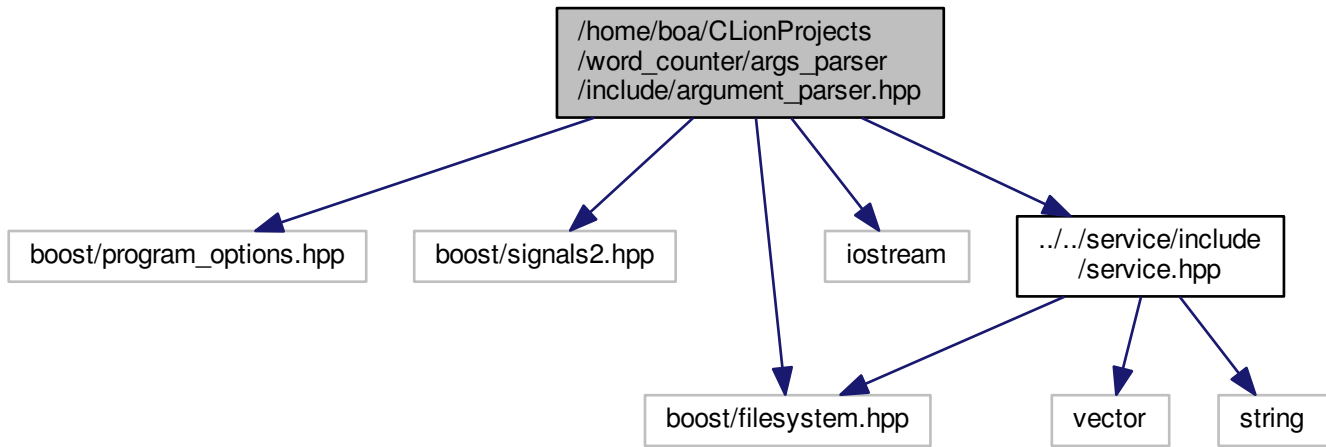 /home/boa/CLionProjects
/word_counter/args_parser
/include/argument_parser.hpp
boost/program_options.hpp
boost/signals2.hpp
iostream
../../service/include
/service.hpp
boost/filesystem.hpp
vector
string